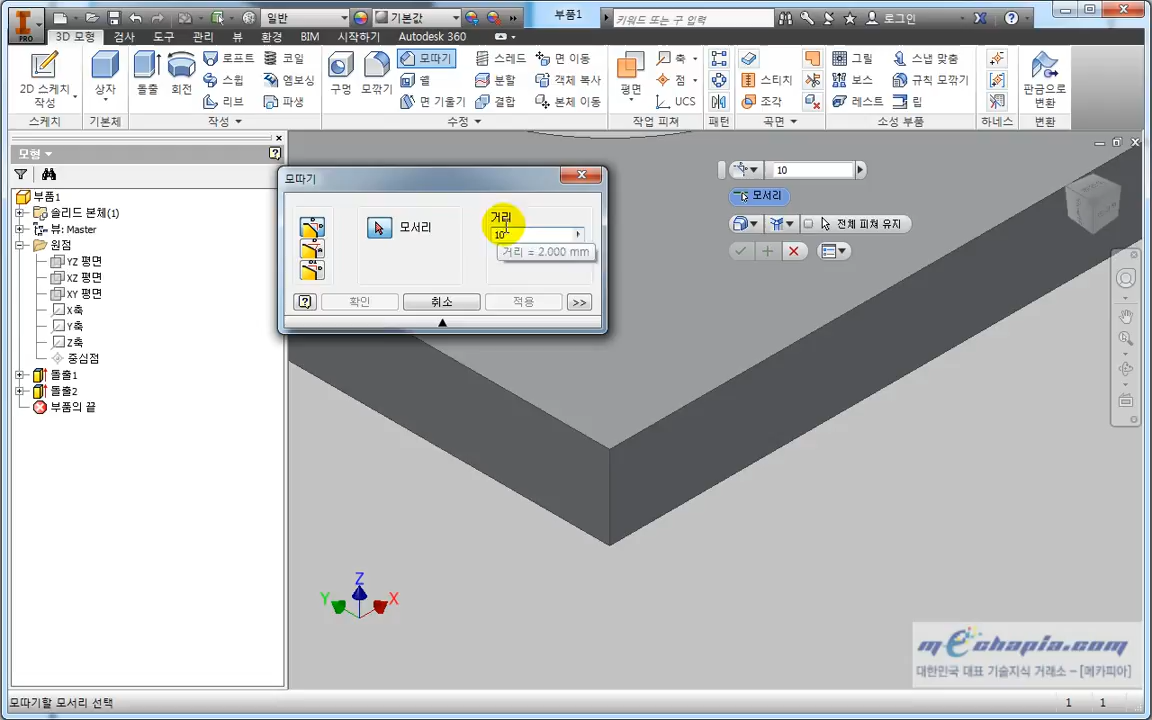 일반
기본값
부품1
키워드 또는 구 입력
로그인
PRO
3D 모형 검사 도구 관리 뷰 환경 BIM 시작하기 Autodesk 360
2D 스케치 작성
상자
돌출
회전
로프트
스윕
리브
코일
엠보싱
파생
구멍
모깎기
모따기
쉘
면 기울기
스레드
분할
결합
면 이동
객체 복사
본체 이동
평면
축
점
UCS
스티치
조각
그릴
보스
레스트
스냅 맞춤
규칙 모깎기
립
판금으로 변환
스케치 기본체 작성 수정 작업 피쳐 패턴 곡면 소성 부품 하네스 변환
모형
부품1
솔리드 본체(1)
뷰: Master
원점
YZ 평면
XZ 평면
XY 평면
X축
Y축
Z축
중심점
돌출1
돌출2
부품의 끝
모따기
모서리
거리
10
거리 = 2.000 mm
확인 취소 적용 >>
10
모서리
전체 피쳐 유지
Z
Y
X
mechapia.com
대한민국 대표 기술지식 거래소 – [메카피아]
모따기할 모서리 선택
1 1